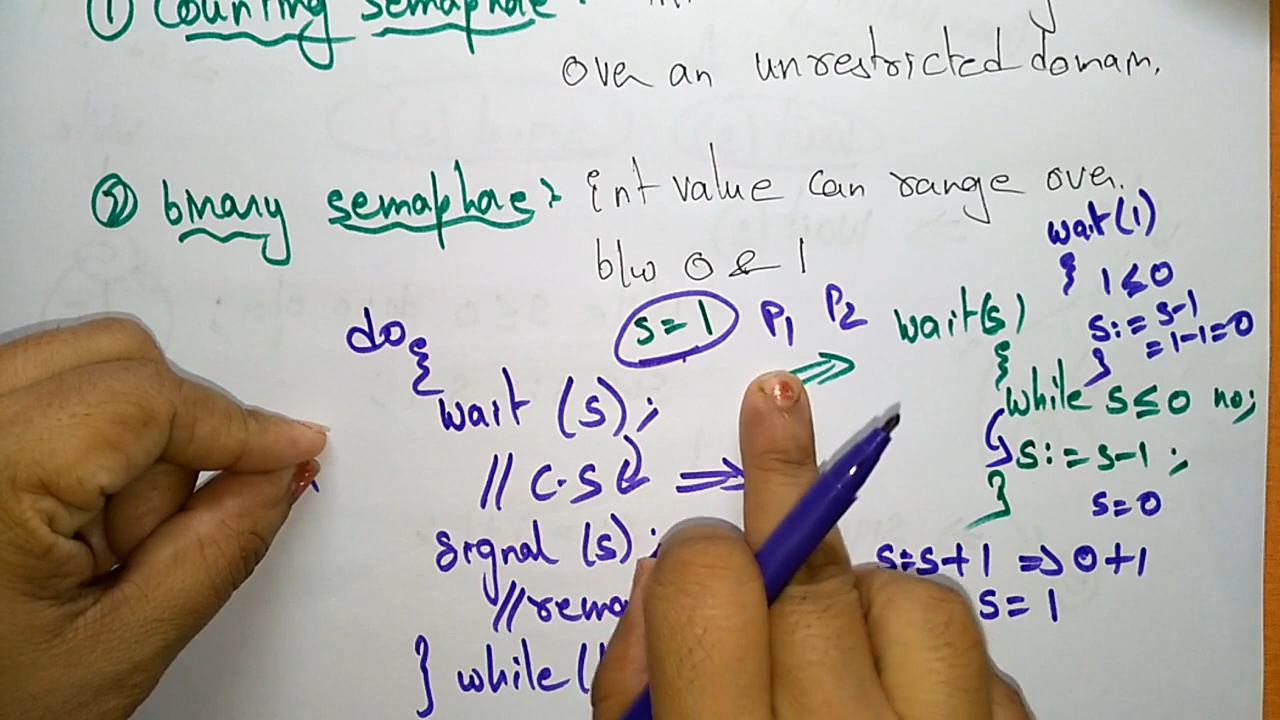 ① Counting semaphore:
over an unrestricted domain.
② binary semaphore: int value can range over
b/w 0 & 1
wait(1)
{ 1≤0
s:=s-1
=1-1=0
}
s=1 P1 P2
do
{
wait (s);
// C.S
signal (s);
//rema
} while(1
wait(s)
{
while s≤0 no;
s:=s-1;
}
s=0
s=s+1 ⇒ 0+1
s=1